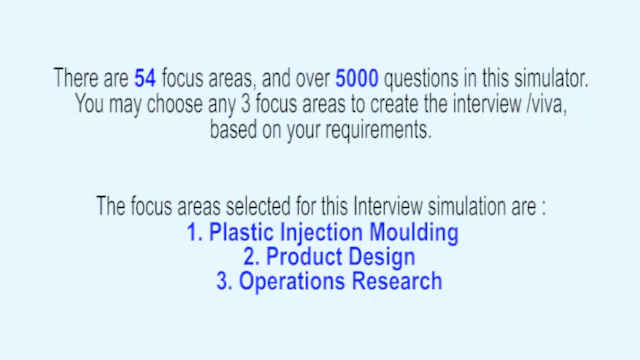 There are 54 focus areas, and over 5000 questions in this simulator.
You may choose any 3 focus areas to create the interview /viva,
based on your requirements.
The focus areas selected for this Interview simulation are :
1. Plastic Injection Moulding
2. Product Design
3. Operations Research